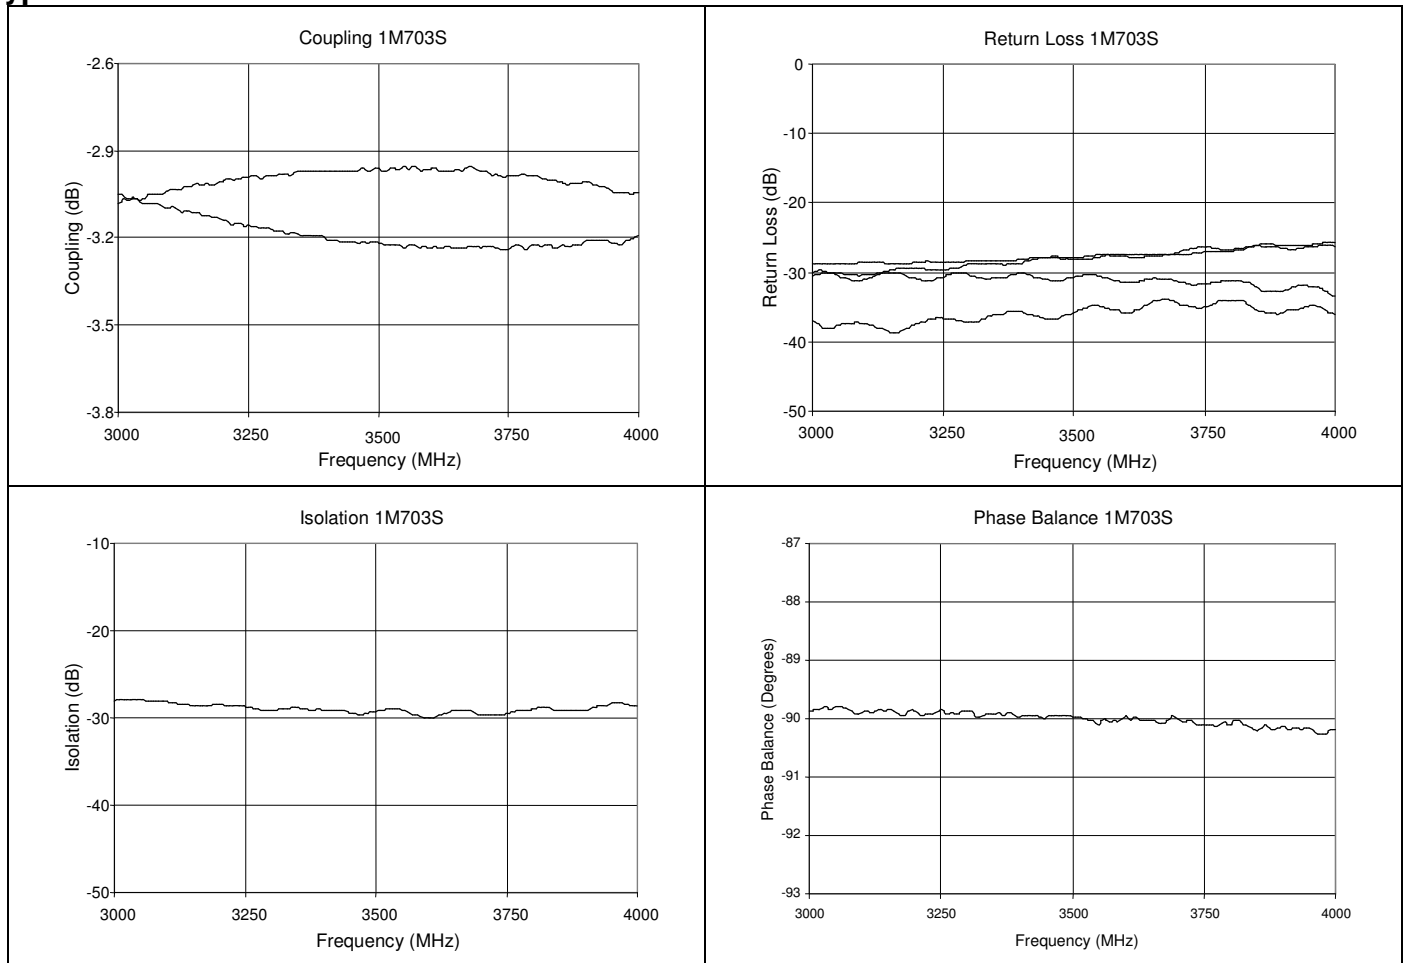 Coupling 1M703S
-2.6
-2.9
-3.2
-3.5
-3.8
Coupling (dB)
3000 3250 3500 3750 4000
Frequency (MHz)
Return Loss 1M703S
0
-10
-20
-30
-40
-50
Return Loss (dB)
3000 3250 3500 3750 4000
Frequency (MHz)
Isolation 1M703S
-10
-20
-30
-40
-50
Isolation (dB)
3000 3250 3500 3750 4000
Frequency (MHz)
Phase Balance 1M703S
-87
-88
-89
-90
-91
-92
-93
Phase Balance (Degrees)
3000 3250 3500 3750 4000
Frequency (MHz)